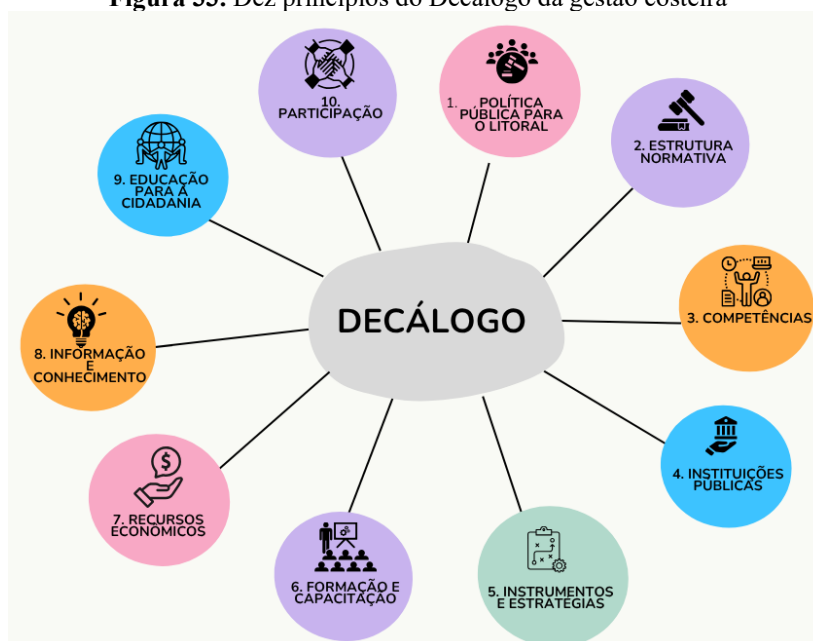 Figura 35: Dez princípios do Decálogo da gestão costeira
10.
PARTICIPAÇÃO
1. POLÍTICA
PÚBLICA PARA
O LITORAL
2. ESTRUTURA
NORMATIVA
9. EDUCAÇÃO
PARA A
CIDADANIA
DECÁLOGO
3. COMPETÊNCIAS
8. INFORMAÇÃO
E
CONHECIMENTO
4. INSTITUIÇÕES
PÚBLICAS
7. RECURSOS
ECONÔMICOS
6. FORMAÇÃO E
CAPACITAÇÃO
5. INSTRUMENTOS
E ESTRATÉGIAS